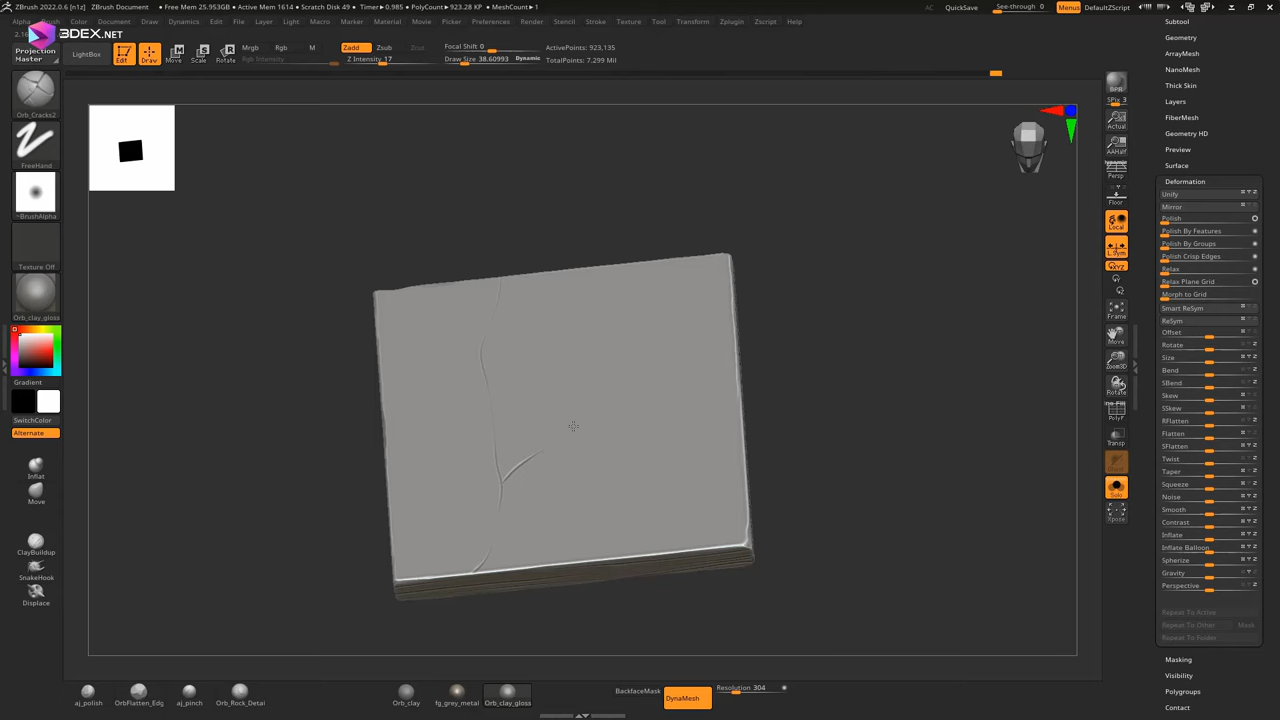 ZBrush 2022.0.6 [n1z] ZBrush Document • Free Mem 25.953GB • Active Mem 1614 • Scratch Disk 49 • Timer▶0.985 • PolyCount▶923.28 KP • MeshCount▶1
AC QuickSave See-through 0 Menus DefaultZScript
Alpha Brush Color Document Draw Dynamics Edit File Layer Light Macro Marker Material Movie Picker Preferences Render Stencil Stroke Texture Tool Transform Zplugin Zscript Help
3DEX.NET
Projection
Master
LightBox
Edit
Draw
Move
Scale
Rotate
Mrgb Rgb M
Rgb Intensity
Zadd Zsub Zcut
Z Intensity 17
Focal Shift 0
Draw Size 38.60993 Dynamic
ActivePoints: 923,135
TotalPoints: 7.299 Mil
Orb_Cracks2
FreeHand
~BrushAlpha
Texture Off
Orb_clay_gloss
Gradient
SwitchColor
Alternate
Inflat
Move
ClayBuildup
SnakeHook
Displace
BPR
SPix 3
Actual
AAHalf
Dynamic
Persp
Floor
Local
L.Sym
XYZ
Frame
Move
Zoom3D
Rotate
Line Fill
PolyF
Transp
Solo
Xpose
Subtool
Geometry
ArrayMesh
NanoMesh
Thick Skin
Layers
FiberMesh
Geometry HD
Preview
Surface
Deformation
Unify
Mirror
Polish
Polish By Features
Polish By Groups
Polish Crisp Edges
Relax
Relax Plane Grid
Morph to Grid
Smart ReSym
ReSym
Offset
Rotate
Size
Bend
SBend
Skew
SSkew
RFlatten
Flatten
SFlatten
Twist
Taper
Squeeze
Noise
Smooth
Contrast
Inflate
Inflate Balloon
Spherize
Gravity
Perspective
Repeat To Active
Repeat To Other Mask
Repeat To Folder
Masking
Visibility
Polygroups
Contact
aj_polish
OrbFlatten_Edg
aj_pinch
Orb_Rock_Detai
Orb_clay
fg_grey_metal
Orb_clay_gloss
BackfaceMask
DynaMesh
Resolution 304